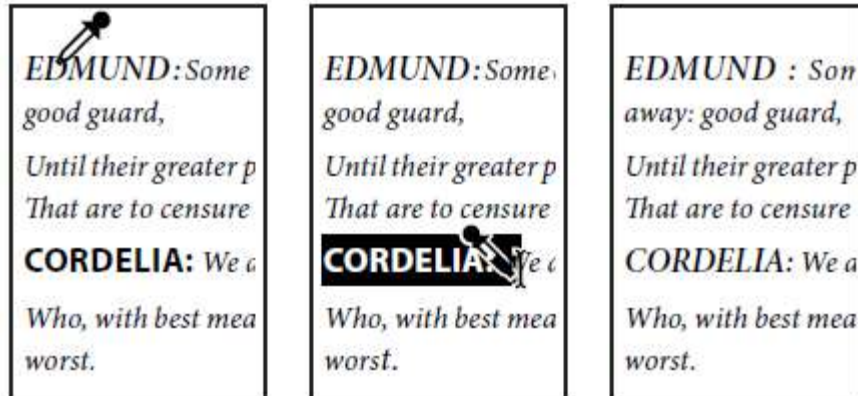 EDMUND: Some
good guard,
Until their greater p
That are to censure
CORDELIA: We
Who, with best mea
worst.
EDMUND: Some
good guard,
Until their greater p
That are to censure
CORDELIA: We
Who, with best mea
worst.
EDMUND :
away: good guard,
Until their greater p
That are to censure
CORDELIA: We a
Who, with best mea
worst.